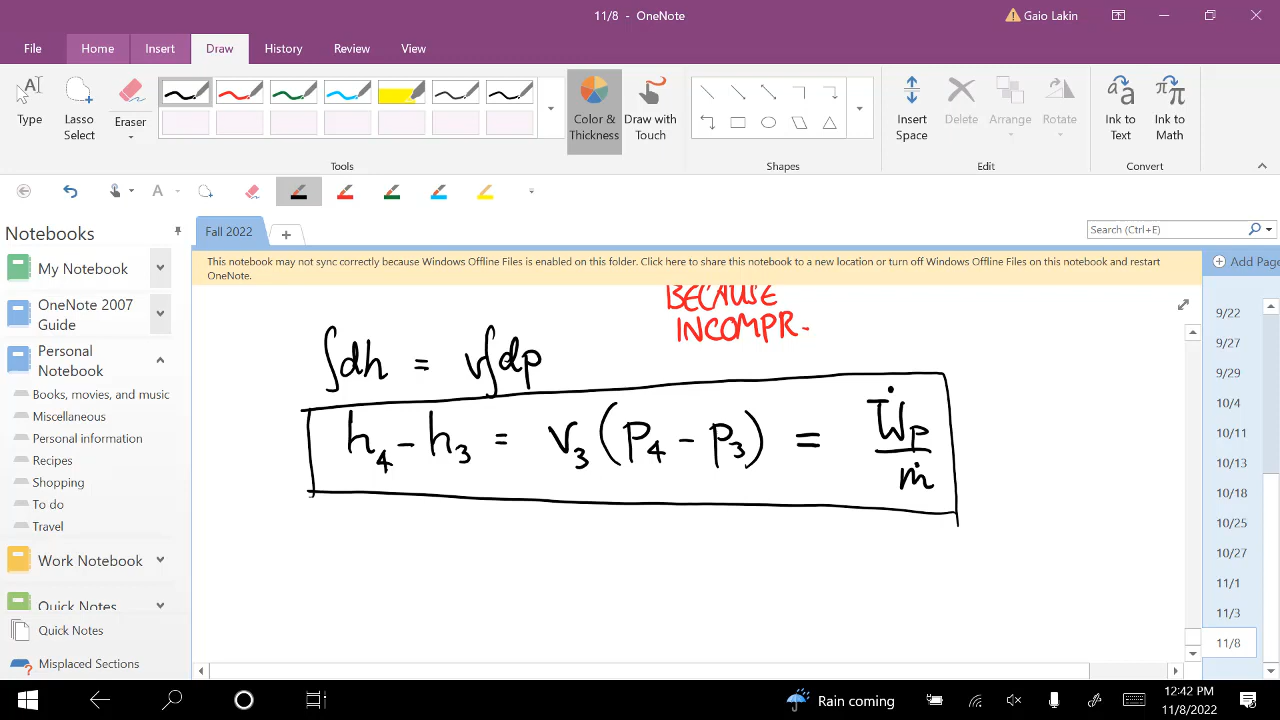 11/8 - OneNote
Gaio Lakin
File Home Insert Draw History Review View
Type
Lasso Select
Eraser
Color & Thickness
Draw with Touch
Insert Space
Delete
Arrange
Rotate
Ink to Text
Ink to Math
Tools
Shapes
Edit
Convert
A
Fall 2022
Search (Ctrl+E)
Notebooks
This notebook may not sync correctly because Windows Offline Files is enabled on this folder. Click here to share this notebook to a new location or turn off Windows Offline Files on this notebook and restart
OneNote.
Add Page
My Notebook
OneNote 2007
Guide
Personal
Notebook
Books, movies, and music
Miscellaneous
Personal information
Recipes
Shopping
To do
Travel
Work Notebook
Quick Notes
Quick Notes
Misplaced Sections
BECAUSE
INCOMPR-
∫dh = v∫dp
h₄ - h₃ = v₃(p₄ - p₃) = Ẇp/ṁ
9/22
9/27
9/29
10/4
10/11
10/13
10/18
10/25
10/27
11/1
11/3
11/8
Rain coming
12:42 PM
11/8/2022